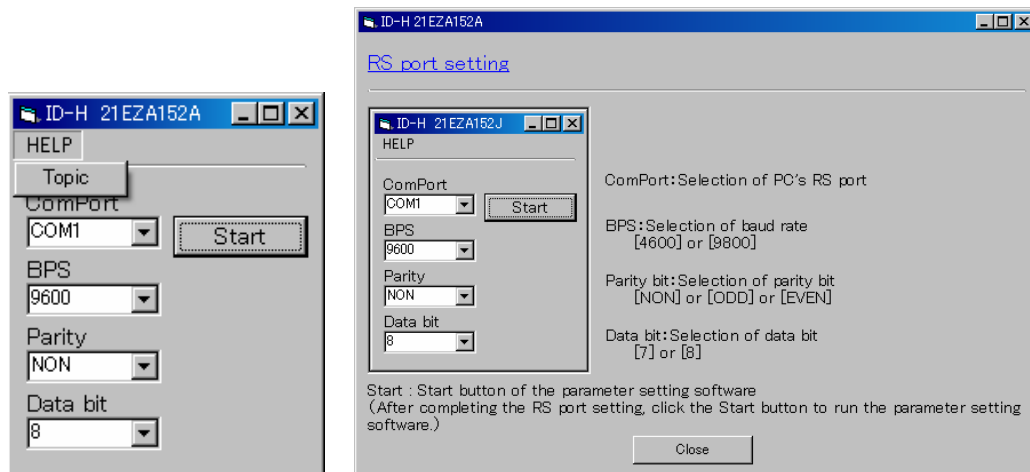 ID-H 21EZA152A
HELP
Topic
ComPort
COM1
Start
BPS
9600
Parity
NON
Data bit
8
ID-H 21EZA152A
RS port setting
ID-H 21EZA152J
HELP
ComPort
COM1
Start
BPS
9600
Parity
NON
Data bit
8
ComPort:Selection of PC's RS port
BPS:Selection of baud rate
[4600] or [9800]
Parity bit:Selection of parity bit
[NON] or [ODD] or [EVEN]
Data bit:Selection of data bit
[7] or [8]
Start : Start button of the parameter setting software
(After completing the RS port setting, click the Start button to run the parameter setting
software.)
Close